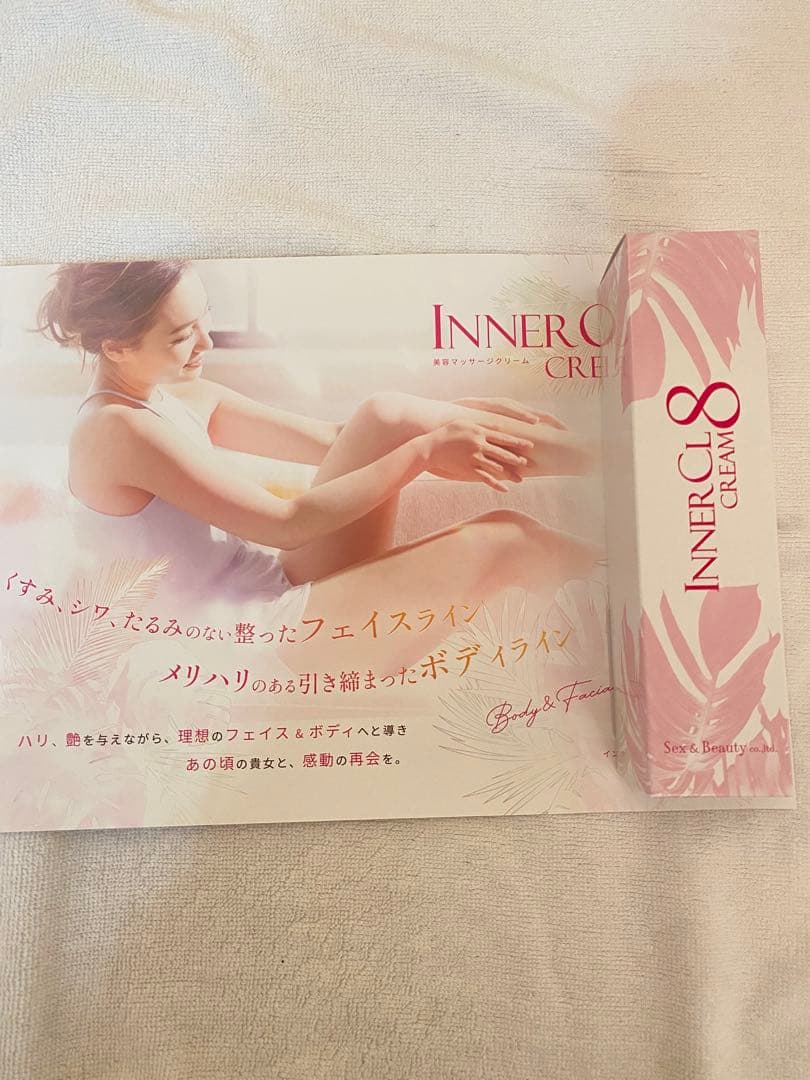 INNER
美容マッサージクリーム
くすみ、シワ、たるみのない整ったフェイスライン
メリハリのある引き締まったボディライン
Body & Facia
ハリ、艶を与えながら、理想のフェイス & ボディへと導き
あの頃の貴女と、感動の再会を。
イン
INNERCL8
CREAM
Sex & Beauty co.,ltd.